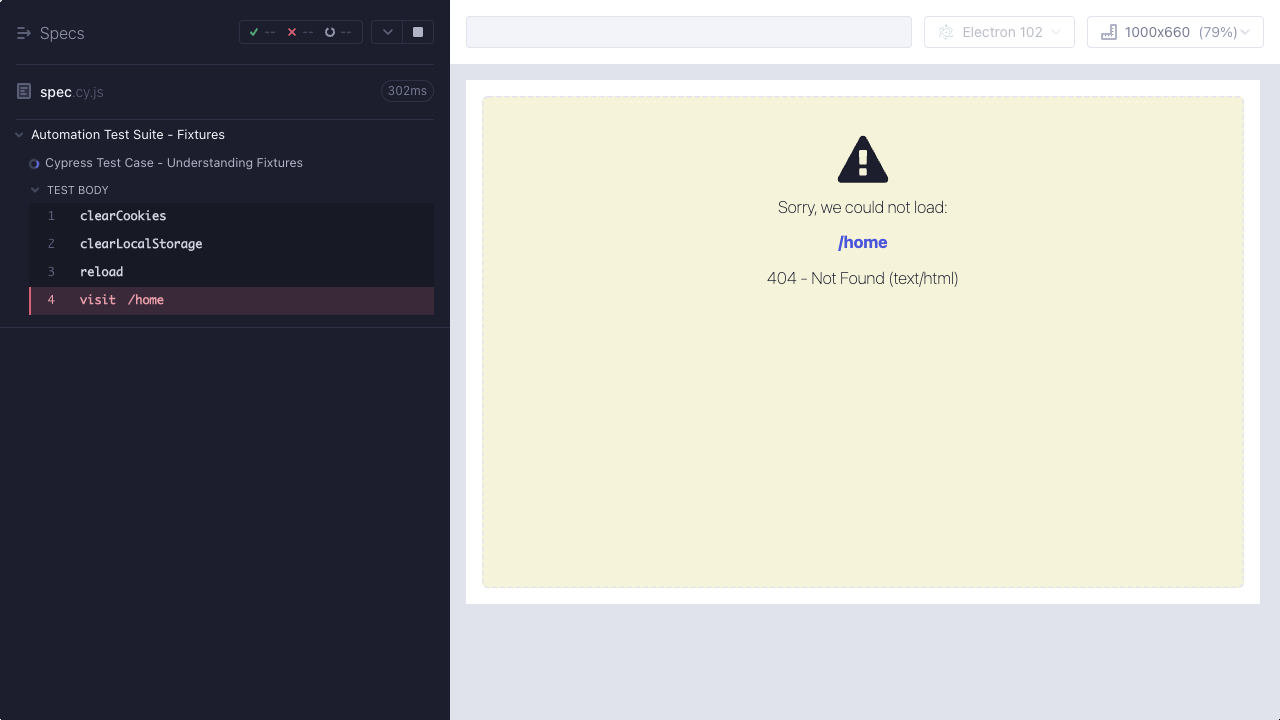 Specs
--
--
--
spec.cy.js
302ms
Automation Test Suite - Fixtures
Cypress Test Case - Understanding Fixtures
TEST BODY
1 clearCookies
2 clearLocalStorage
3 reload
4 visit /home
Electron 102
1000x660 (79%)
Sorry, we could not load:
/home
404 - Not Found (text/html)